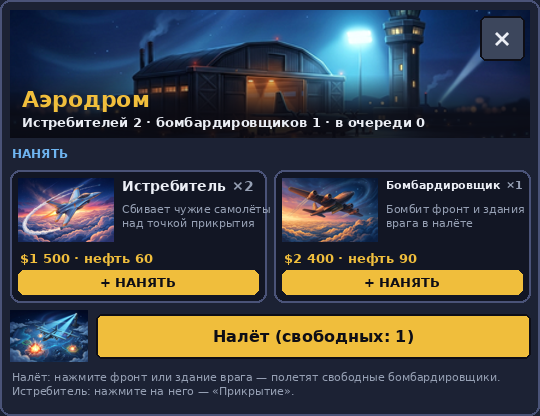 ×
Аэродром
Истребителей 2 · бомбардировщиков 1 · в очереди 0
НАНЯТЬ
Истребитель ×2
Сбивает чужие самолёты
над точкой прикрытия
$1 500 · нефть 60
+ НАНЯТЬ
Бомбардировщик ×1
Бомбит фронт и здания
врага в налёте
$2 400 · нефть 90
+ НАНЯТЬ
Налёт (свободных: 1)
Налёт: нажмите фронт или здание врага — полетят свободные бомбардировщики.
Истребитель: нажмите на него — «Прикрытие».